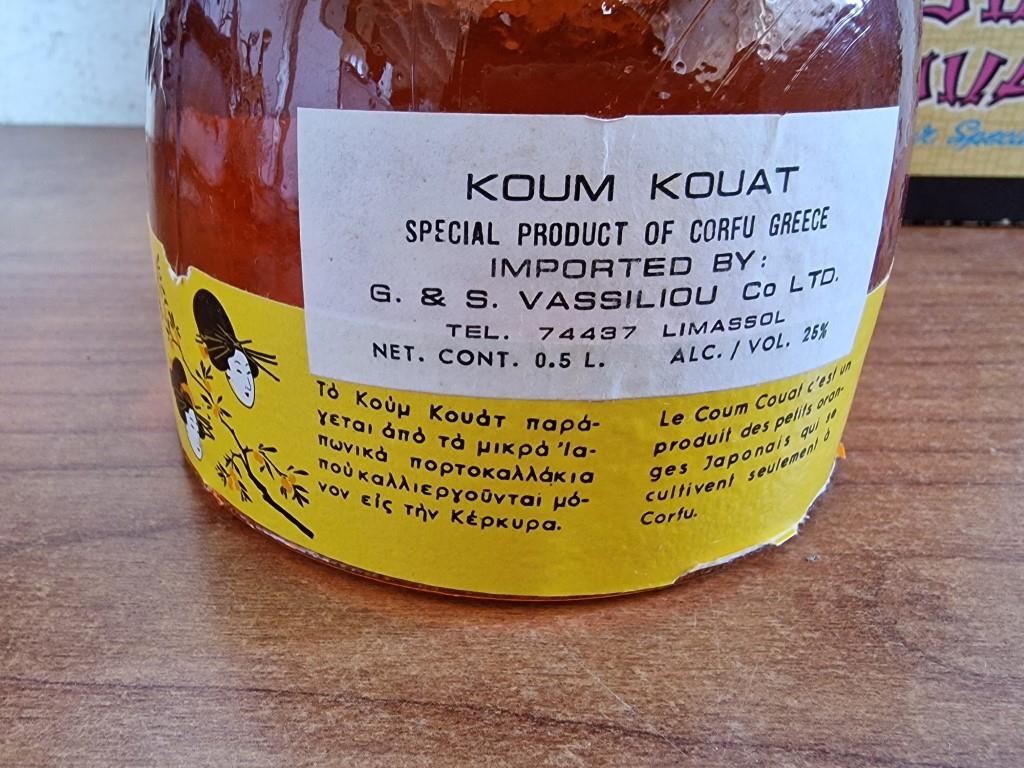 KOUM KOUAT
SPECIAL PRODUCT OF CORFU GREECE
IMPORTED BY:
G. & S. VASSILIOU Co LTD.
TEL. 74437 LIMASSOL
NET. CONT. 0.5 L. ALC. / VOL. 25%
Τὸ Κοὺμ Κουὰτ παρά-
γεται ἀπὸ τὰ μικρὰ Ἰα-
πωνικὰ πορτοκαλλάκια
ποὺ καλλιεργοῦνται μό-
νον εἰς τὴν Κέρκυρα.
Le Coum Couat c'est un
produit des petits oran-
ges Japonais qui se
cultivent seulement à
Corfu.